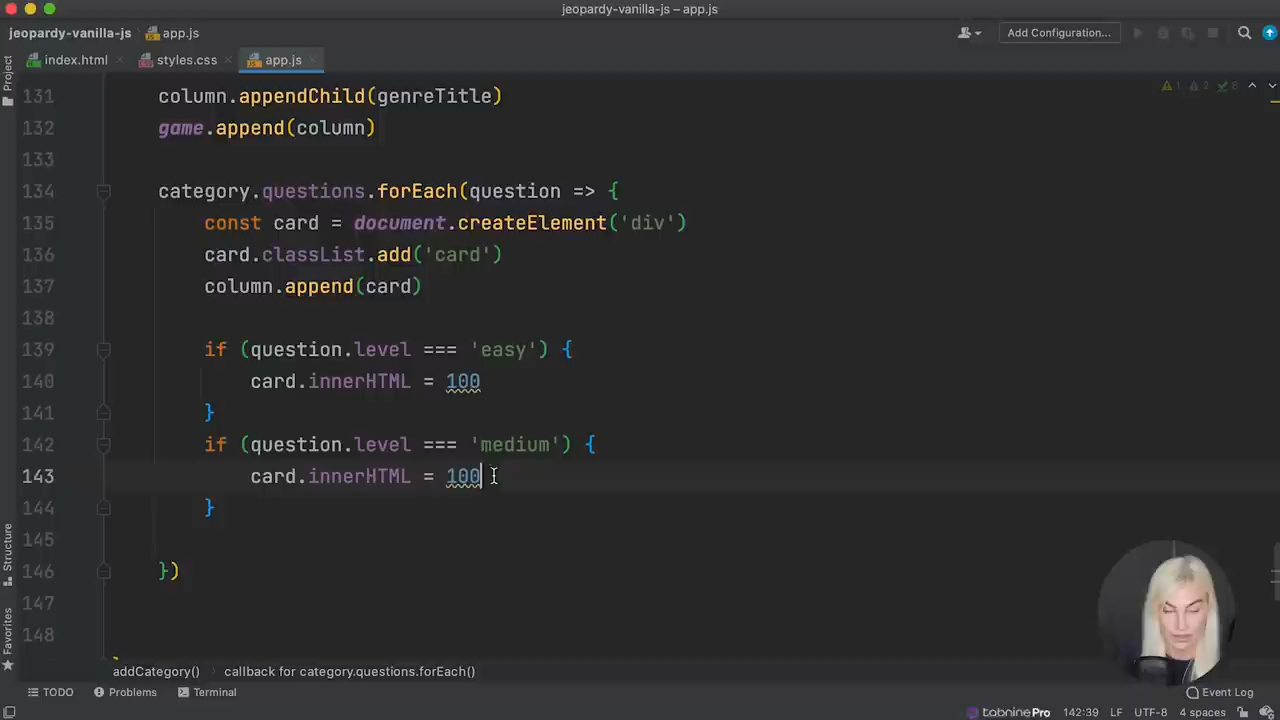 jeopardy-vanilla-js – app.js
jeopardy-vanilla-js app.js Add Configuration...
Project
index.html styles.css app.js
131 column.appendChild(genreTitle)
132 game.append(column)
133
134 category.questions.forEach(question => {
135 const card = document.createElement('div')
136 card.classList.add('card')
137 column.append(card)
138
139 if (question.level === 'easy') {
140 card.innerHTML = 100
141 }
142 if (question.level === 'medium') {
143 card.innerHTML = 100
144 }
145
146 })
147
148
1 2 6
Structure
Favorites
addCategory() callback for category.questions.forEach()
TODO Problems Terminal Event Log
tabnine Pro 142:39 LF UTF-8 4 spaces